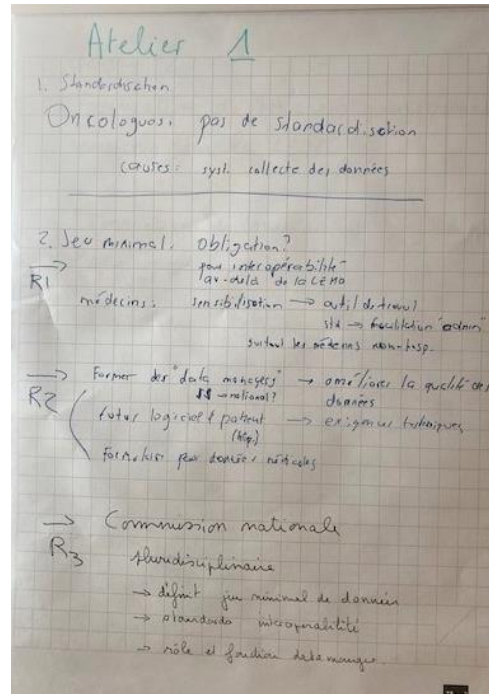 Atelier 1
1. Standardisation
Oncologues: pas de standardisation
causes: syst. collecte des données
2. Jeu minimal: obligation?
pour interopérabilité
au-delà de la
R1
médecins: sensibilisation → outil de travail
std → facilitation "admin"
surtout les médecins non-hosp.
Former des "data managers" → améliorer la qualité des
→ national? données
R2
futur logiciel patient → exigences techniques
(hôp.)
pour données médicales
→ Commission nationale
R3
pluridisciplinaire
→ définit jeu minimal de données
→ standards interopérabilité
→ rôle et fonction data manager